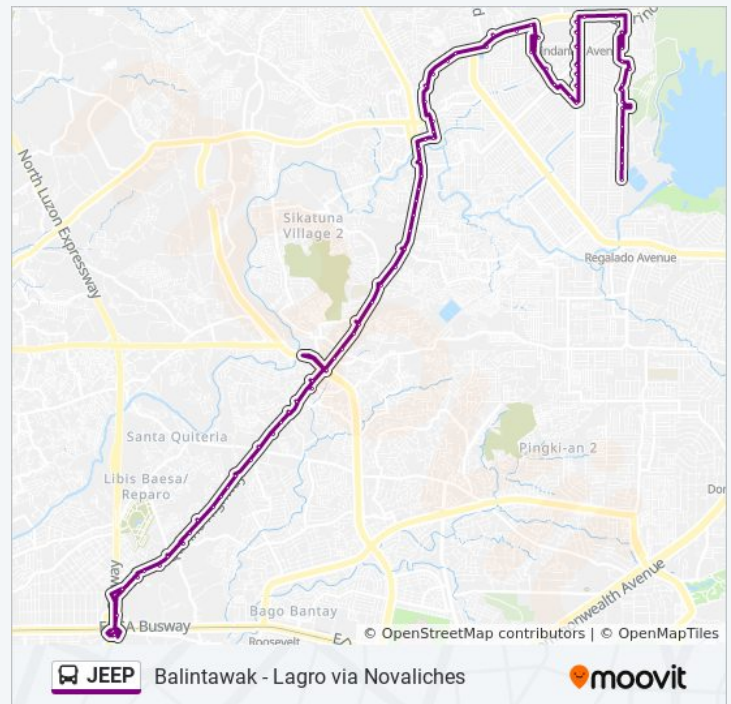 Sikatuna
Village 2
North Luzon Expressway
Regalado Avenue
Santa Quiteria
Pingki-an 2
Libis Baesa/
Reparo
Bago Bantay
EDSA Busway
Roosevelt
© OpenStreetMap contributors | © OpenMapTiles
JEEP
Balintawak - Lagro via Novaliches
moovit